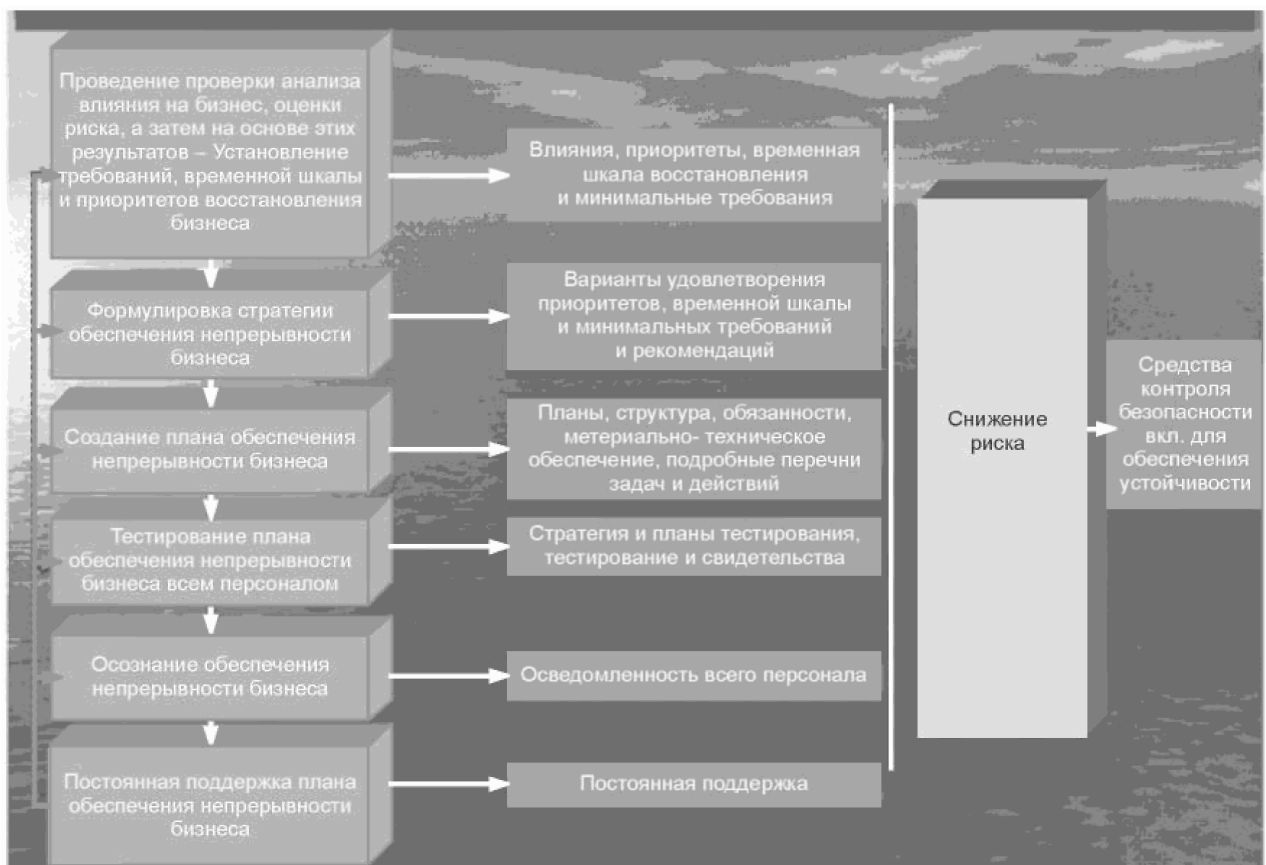 Проведение проверки анализа
влияния на бизнес, оценки
риска, а затем на основе этих
результатов – Установление
требований, временной шкалы
и приоритетов восстановления
бизнеса
Влияния, приоритеты, временная
шкала восстановления
и минимальные требования
Формулировка стратегии
обеспечения непрерывности
бизнеса
Варианты удовлетворения
приоритетов, временной шкалы
и минимальных требований
и рекомендаций
Создание плана обеспечения
непрерывности бизнеса
Планы, структура, обязанности,
метериально- техническое
обеспечение, подробные перечни
задач и действий
Тестирование плана
обеспечения непрерывности
бизнеса всем персоналом
Стратегия и планы тестирования,
тестирование и свидетельства
Осознание обеспечения
непрерывности бизнеса
Осведомленность всего персонала
Постоянная поддержка плана
обеспечения непрерывности
бизнеса
Постоянная поддержка
Снижение
риска
Средства
контроля
безопасности
вкл. для
обеспечения
устойчивости